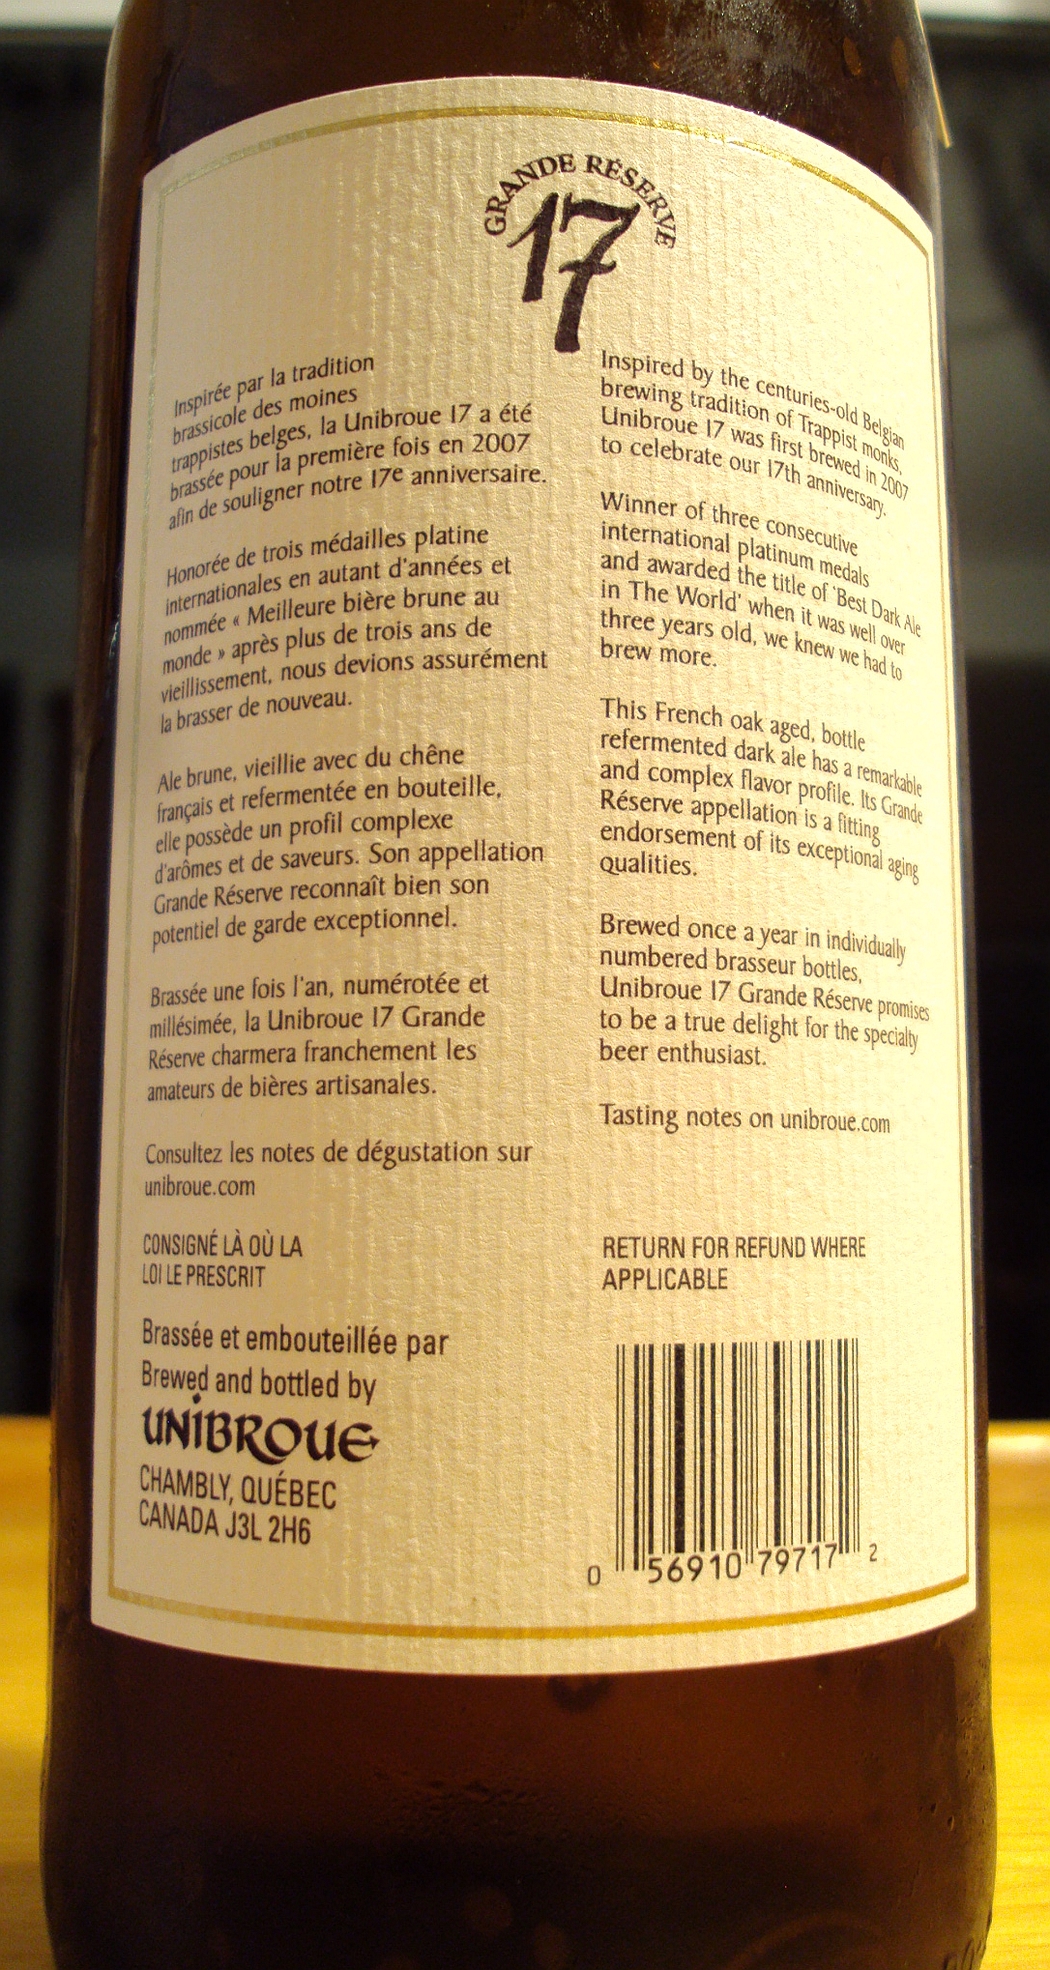 GRANDE RÉSERVE
17
Inspirée par la tradition
brassicole des moines
trappistes belges, la Unibroue 17 a été
brassée pour la première fois en 2007
afin de souligner notre 17e anniversaire.
Honorée de trois médailles platine
internationales en autant d'années et
nommée « Meilleure bière brune au
monde » après plus de trois ans de
vieillissement, nous devions assurément
la brasser de nouveau.
Ale brune, vieillie avec du chêne
français et refermentée en bouteille,
elle possède un profil complexe
d'arômes et de saveurs. Son appellation
Grande Réserve reconnaît bien son
potentiel de garde exceptionnel.
Brassée une fois l'an, numérotée et
millésimée, la Unibroue 17 Grande
Réserve charmera franchement les
amateurs de bières artisanales.
Consultez les notes de dégustation sur
unibroue.com
CONSIGNÉ LÀ OÙ LA
LOI LE PRESCRIT
Brassée et embouteillée par
Brewed and bottled by
UNIBROUE
CHAMBLY, QUÉBEC
CANADA J3L 2H6
Inspired by the centuries-old Belgian
brewing tradition of Trappist monks,
Unibroue 17 was first brewed in 2007
to celebrate our 17th anniversary.
Winner of three consecutive
international platinum medals
and awarded the title of 'Best Dark Ale
in The World' when it was well over
three years old, we knew we had to
brew more.
This French oak aged, bottle
refermented dark ale has a remarkable
and complex flavor profile. Its Grande
Réserve appellation is a fitting
endorsement of its exceptional aging
qualities.
Brewed once a year in individually
numbered brasseur bottles,
Unibroue 17 Grande Réserve promises
to be a true delight for the specialty
beer enthusiast.
Tasting notes on unibroue.com
RETURN FOR REFUND WHERE
APPLICABLE
0 56910 79717 2